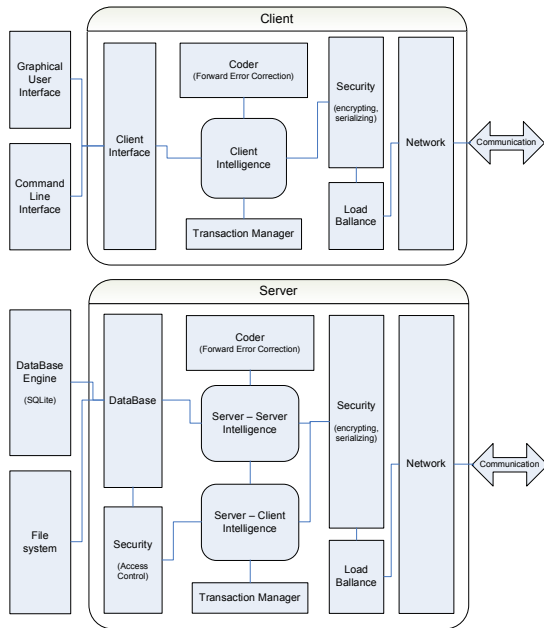 Client
Graphical
User
Interface
Command
Line
Interface
Client
Interface
Coder
(Forward Error Correction)
Client
Intelligence
Transaction Manager
Security
(encrypting,
serializing)
Load
Ballance
Network
Communication
Server
DataBase
Engine
(SQLite)
File
system
DataBase
Security
(Access
Control)
Coder
(Forward Error Correction)
Server – Server
Intelligence
Server – Client
Intelligence
Transaction Manager
Security
(encrypting,
serializing)
Load
Ballance
Network
Communication